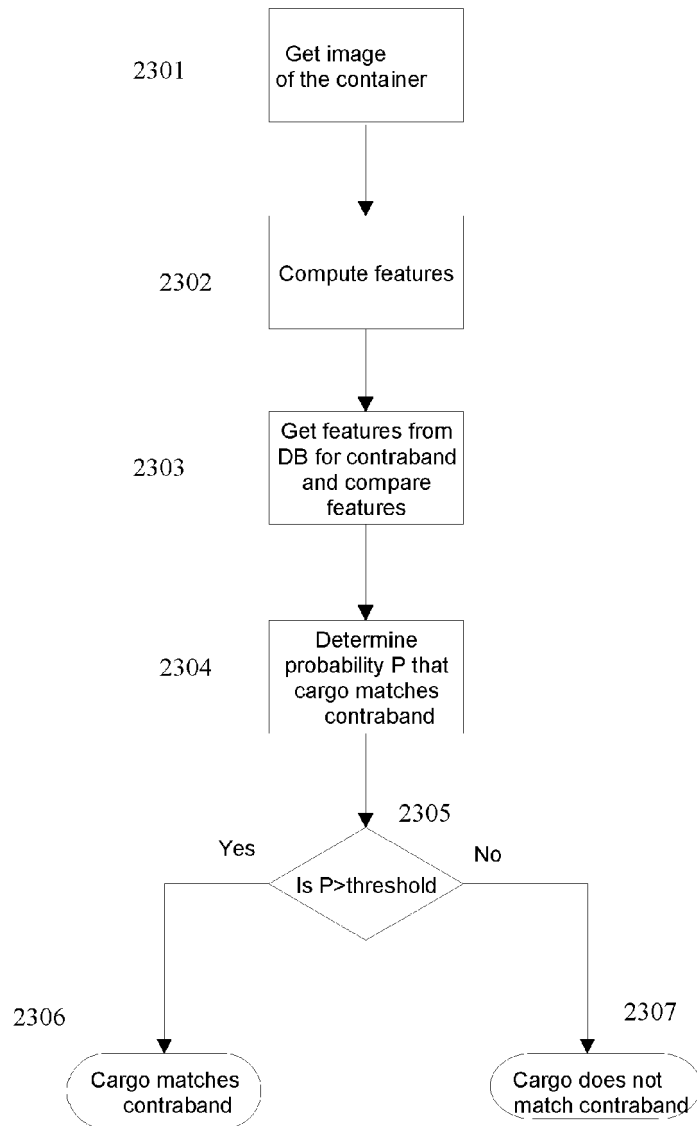 2301
Get image
of the container
2302
Compute features
2303
Get features from
DB for contraband
and compare
features
2304
Determine
probability P that
cargo matches
contraband
2305
Yes
No
Is P>threshold
2306
2307
Cargo matches
contraband
Cargo does not
match contraband